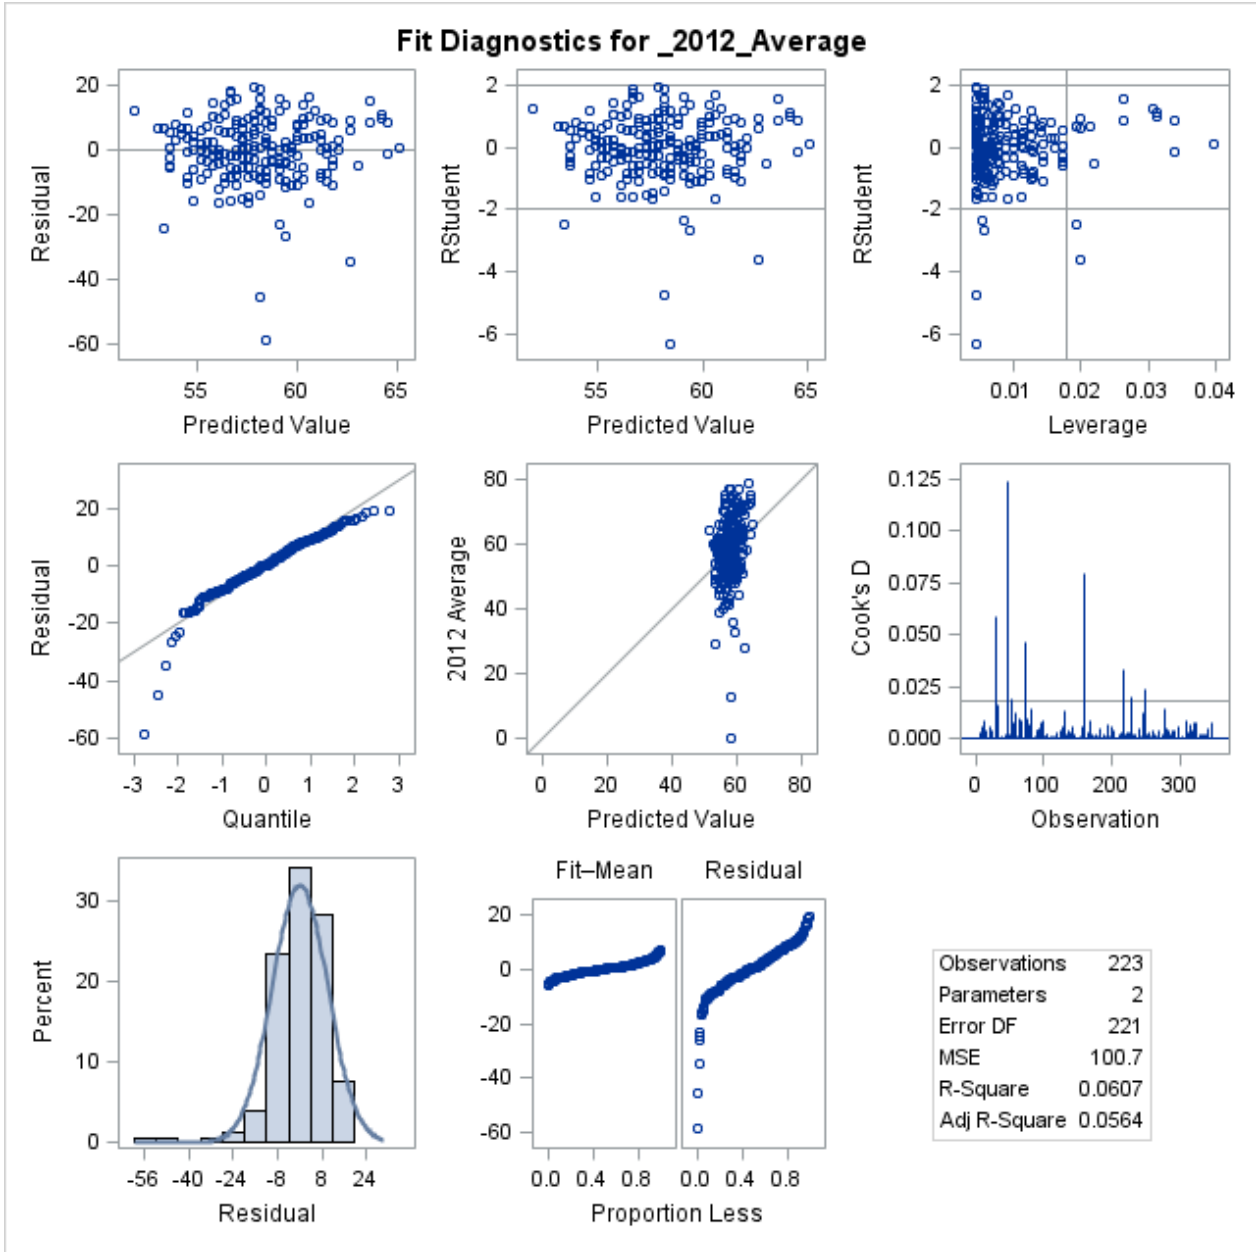 Fit Diagnostics for _2012_Average
20
0
-20
-40
-60
Residual
55 60 65
Predicted Value
2
0
-2
-4
-6
RStudent
55 60 65
Predicted Value
2
0
-2
-4
-6
RStudent
0.01 0.02 0.03 0.04
Leverage
20
0
-20
-40
-60
Residual
-3 -2 -1 0 1 2 3
Quantile
80
60
40
20
0
2012 Average
0 20 40 60 80
Predicted Value
0.125
0.100
0.075
0.050
0.025
0.000
Cook's D
0 100 200 300
Observation
30
20
10
0
Percent
-56 -40 -24 -8 8 24
Residual
Fit–Mean Residual
20
0
-20
-40
-60
0.0 0.4 0.8 0.0 0.4 0.8
Proportion Less
Observations 223
Parameters 2
Error DF 221
MSE 100.7
R-Square 0.0607
Adj R-Square 0.0564